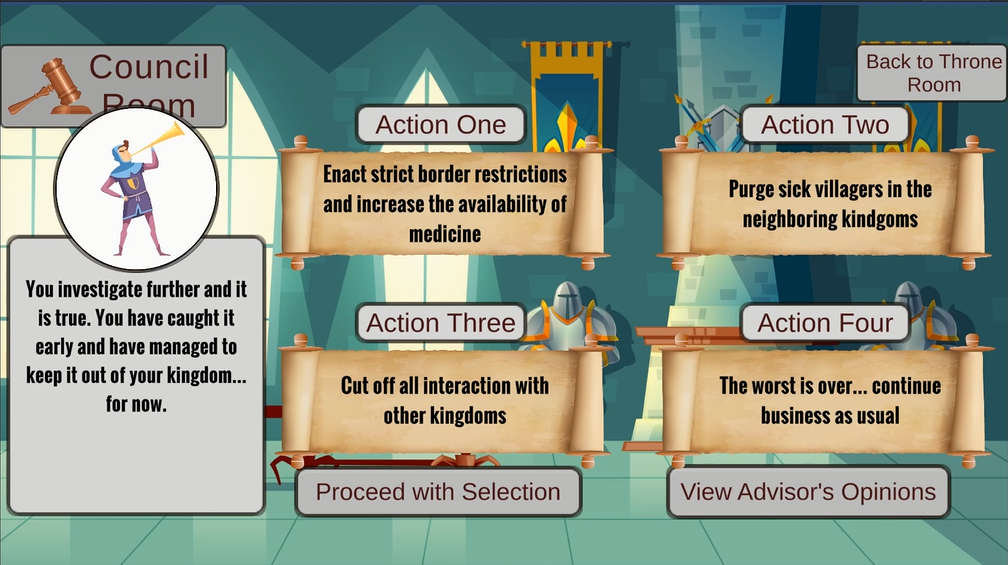 Council
Room
Back to Throne
Room
You investigate further and it
is true. You have caught it
early and have managed to
keep it out of your kingdom...
for now.
Action One
Enact strict border restrictions
and increase the availability of
medicine
Action Two
Purge sick villagers in the
neighboring kindgoms
Action Three
Cut off all interaction with
other kingdoms
Action Four
The worst is over... continue
business as usual
Proceed with Selection
View Advisor's Opinions